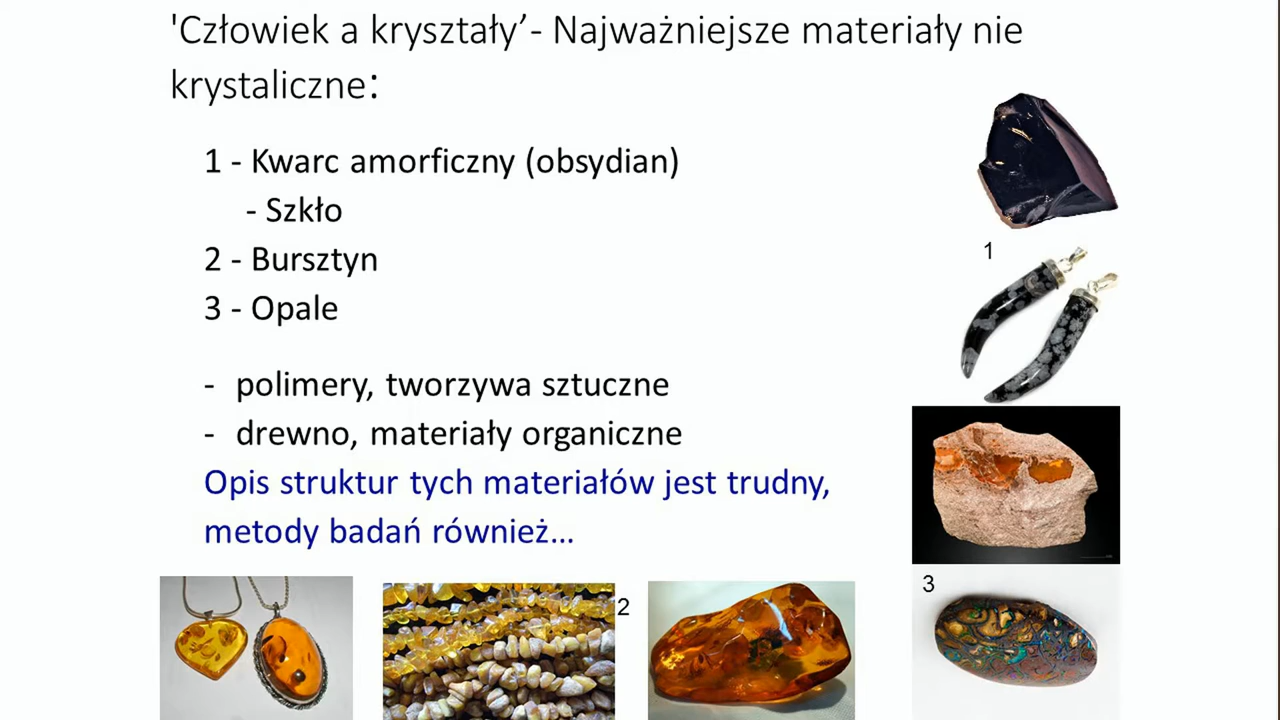 'Człowiek a kryształy’- Najważniejsze materiały nie
krystaliczne:
1 - Kwarc amorficzny (obsydian)
- Szkło
2 - Bursztyn
3 - Opale
- polimery, tworzywa sztuczne
- drewno, materiały organiczne
Opis struktur tych materiałów jest trudny,
metody badań również...
1
2
3